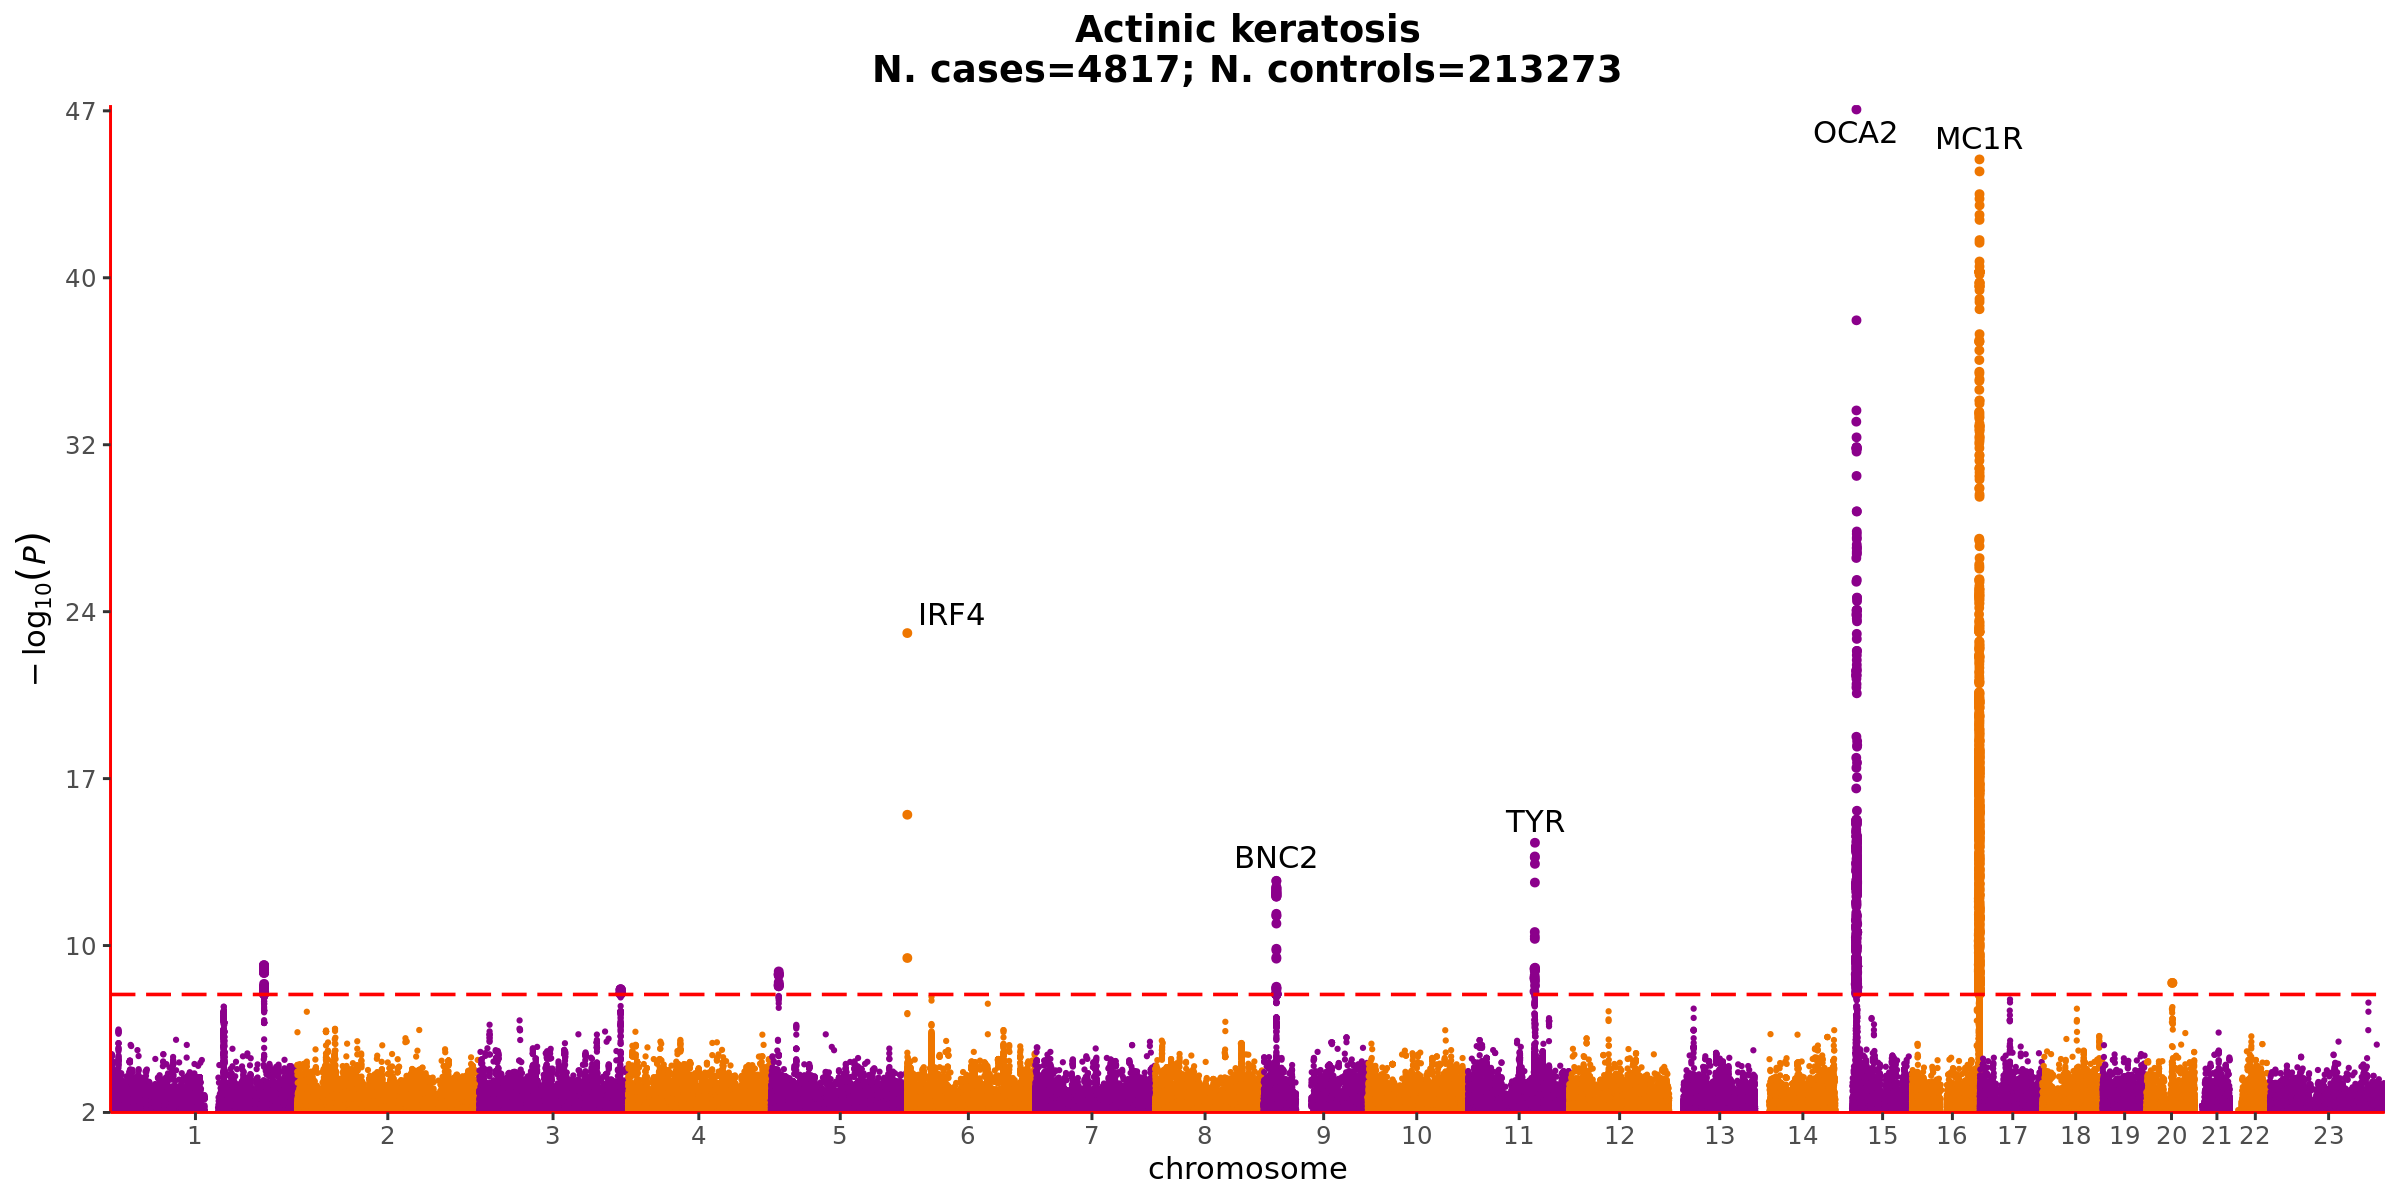 Actinic keratosis
N. cases=4817; N. controls=213273
47
OCA2
MC1R
40
32
24
IRF4
17
TYR
BNC2
10
2
−log10(P)
1 2 3 4 5 6 7 8 9 10 11 12 13 14 15 16 17 18 19 20 21 22 23
chromosome